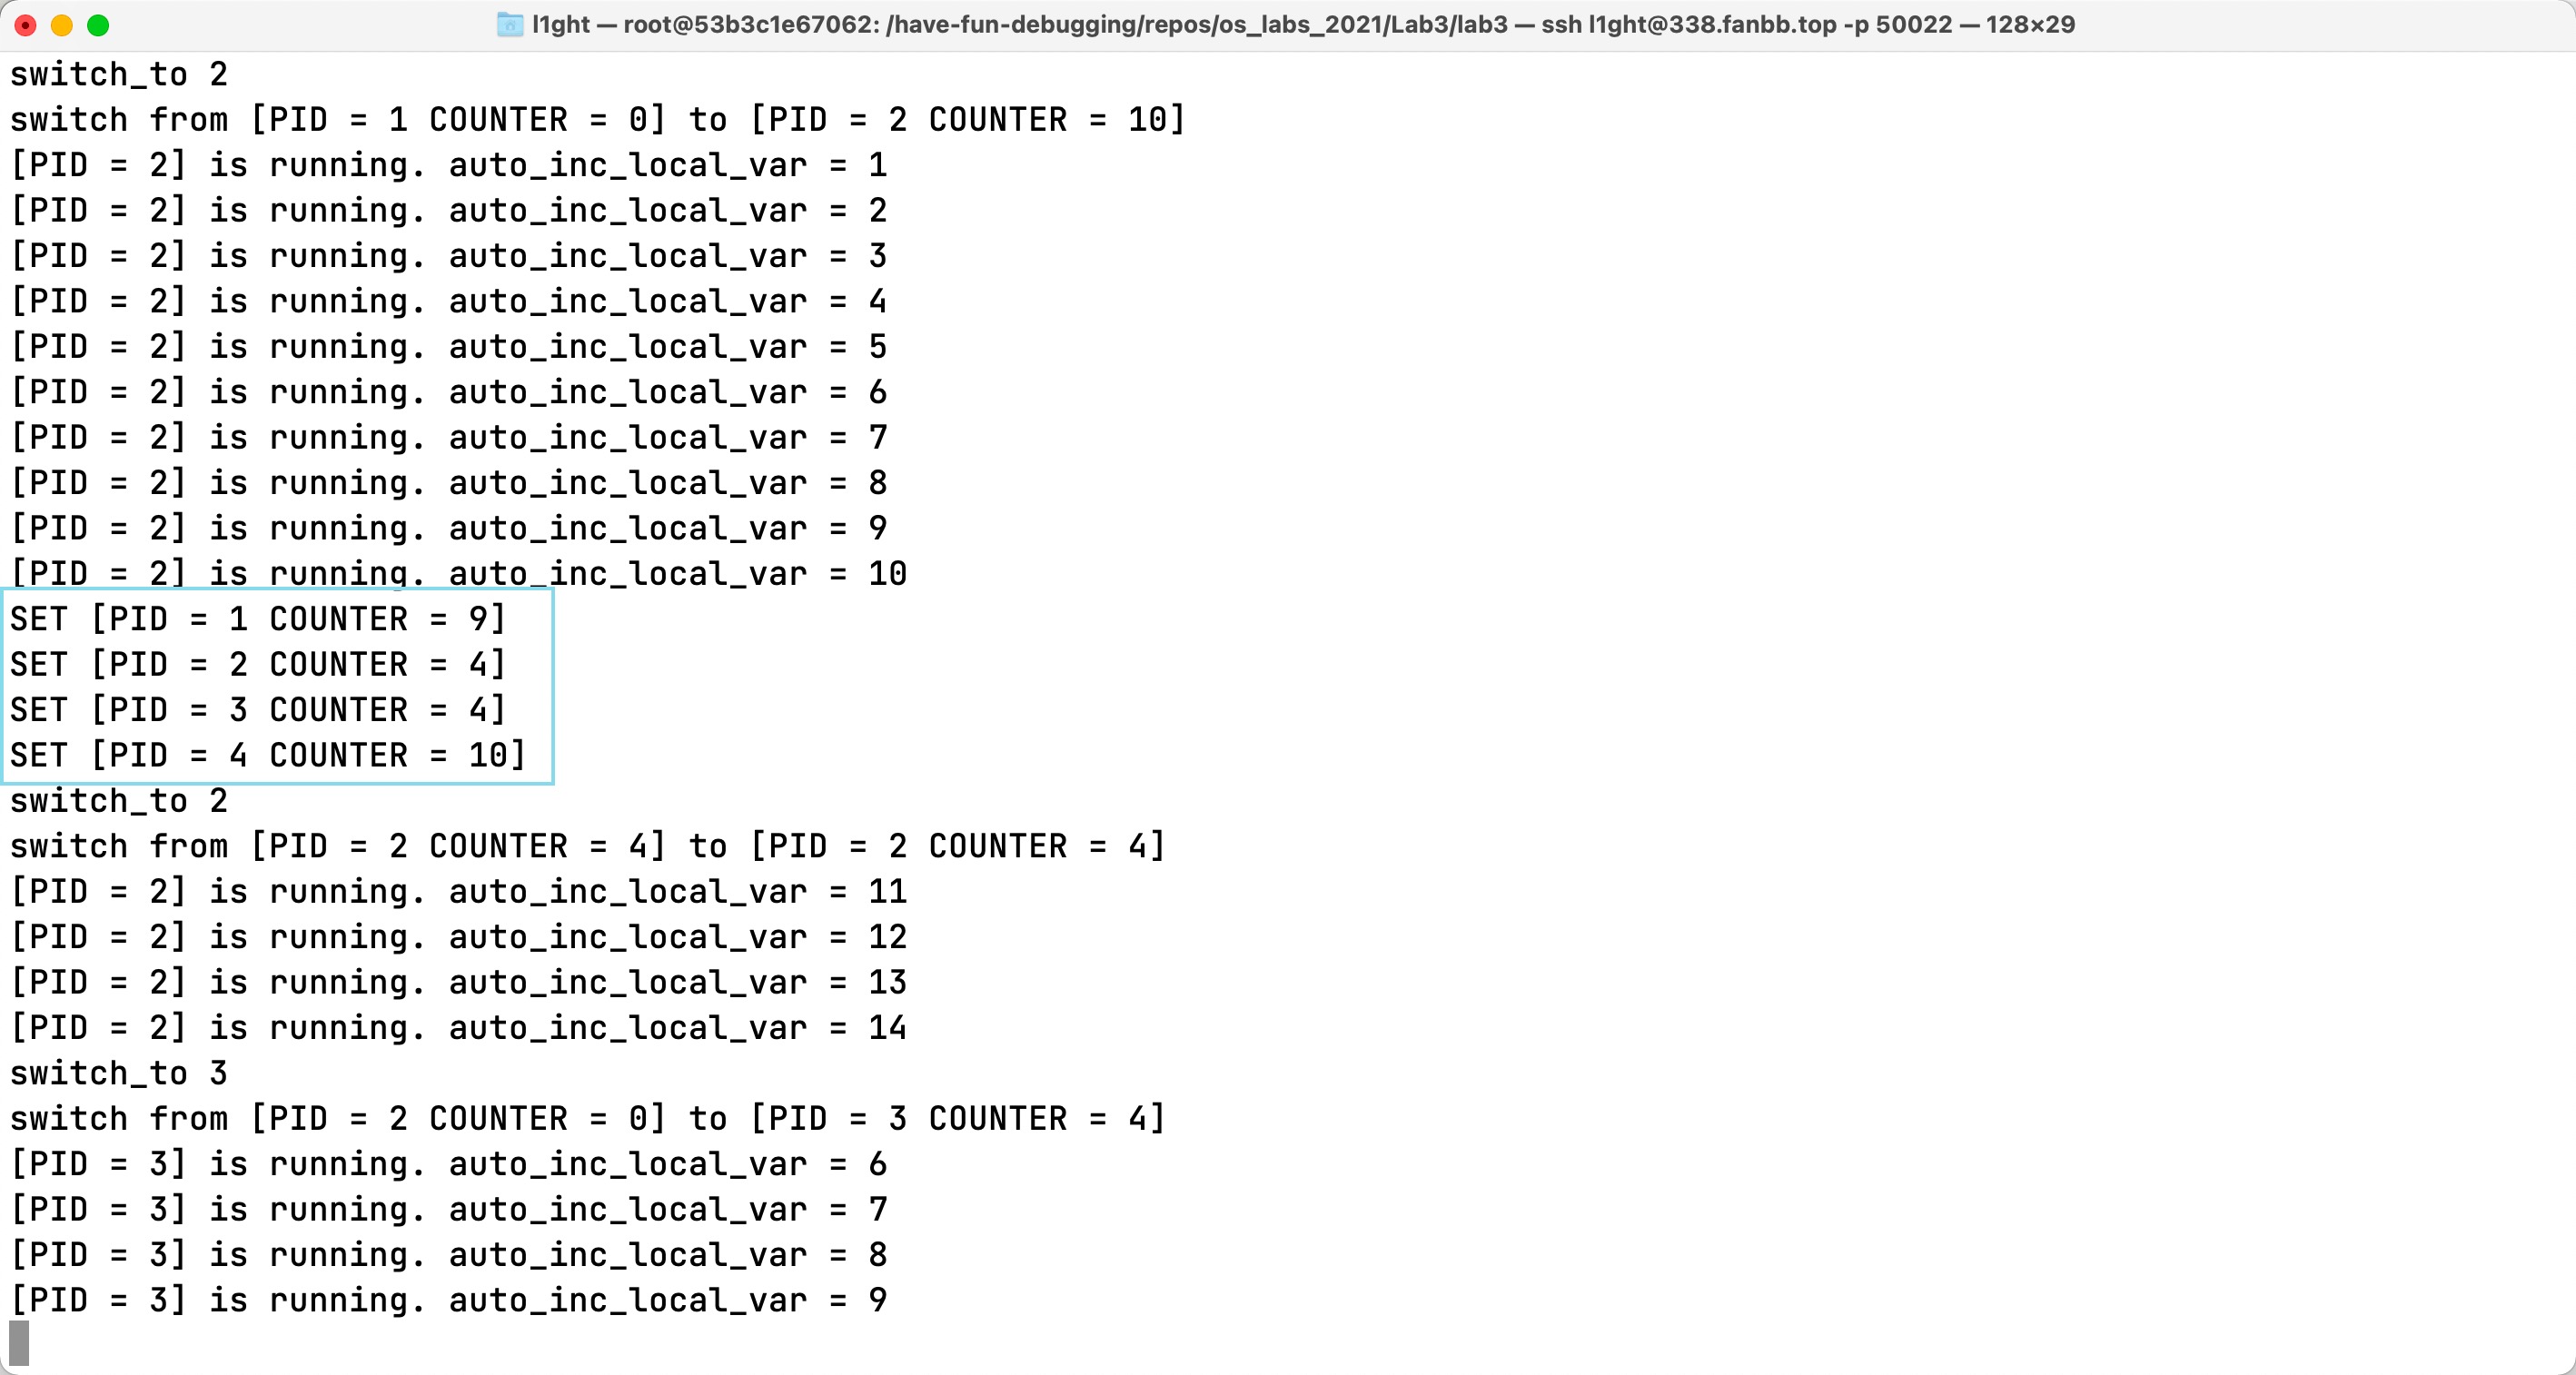 l1ght — root@53b3c1e67062: /have-fun-debugging/repos/os_labs_2021/Lab3/lab3 — ssh l1ght@338.fanbb.top -p 50022 — 128×29
switch_to 2
switch from [PID = 1 COUNTER = 0] to [PID = 2 COUNTER = 10]
[PID = 2] is running. auto_inc_local_var = 1
[PID = 2] is running. auto_inc_local_var = 2
[PID = 2] is running. auto_inc_local_var = 3
[PID = 2] is running. auto_inc_local_var = 4
[PID = 2] is running. auto_inc_local_var = 5
[PID = 2] is running. auto_inc_local_var = 6
[PID = 2] is running. auto_inc_local_var = 7
[PID = 2] is running. auto_inc_local_var = 8
[PID = 2] is running. auto_inc_local_var = 9
[PID = 2] is running. auto_inc_local_var = 10
SET [PID = 1 COUNTER = 9]
SET [PID = 2 COUNTER = 4]
SET [PID = 3 COUNTER = 4]
SET [PID = 4 COUNTER = 10]
switch_to 2
switch from [PID = 2 COUNTER = 4] to [PID = 2 COUNTER = 4]
[PID = 2] is running. auto_inc_local_var = 11
[PID = 2] is running. auto_inc_local_var = 12
[PID = 2] is running. auto_inc_local_var = 13
[PID = 2] is running. auto_inc_local_var = 14
switch_to 3
switch from [PID = 2 COUNTER = 0] to [PID = 3 COUNTER = 4]
[PID = 3] is running. auto_inc_local_var = 6
[PID = 3] is running. auto_inc_local_var = 7
[PID = 3] is running. auto_inc_local_var = 8
[PID = 3] is running. auto_inc_local_var = 9